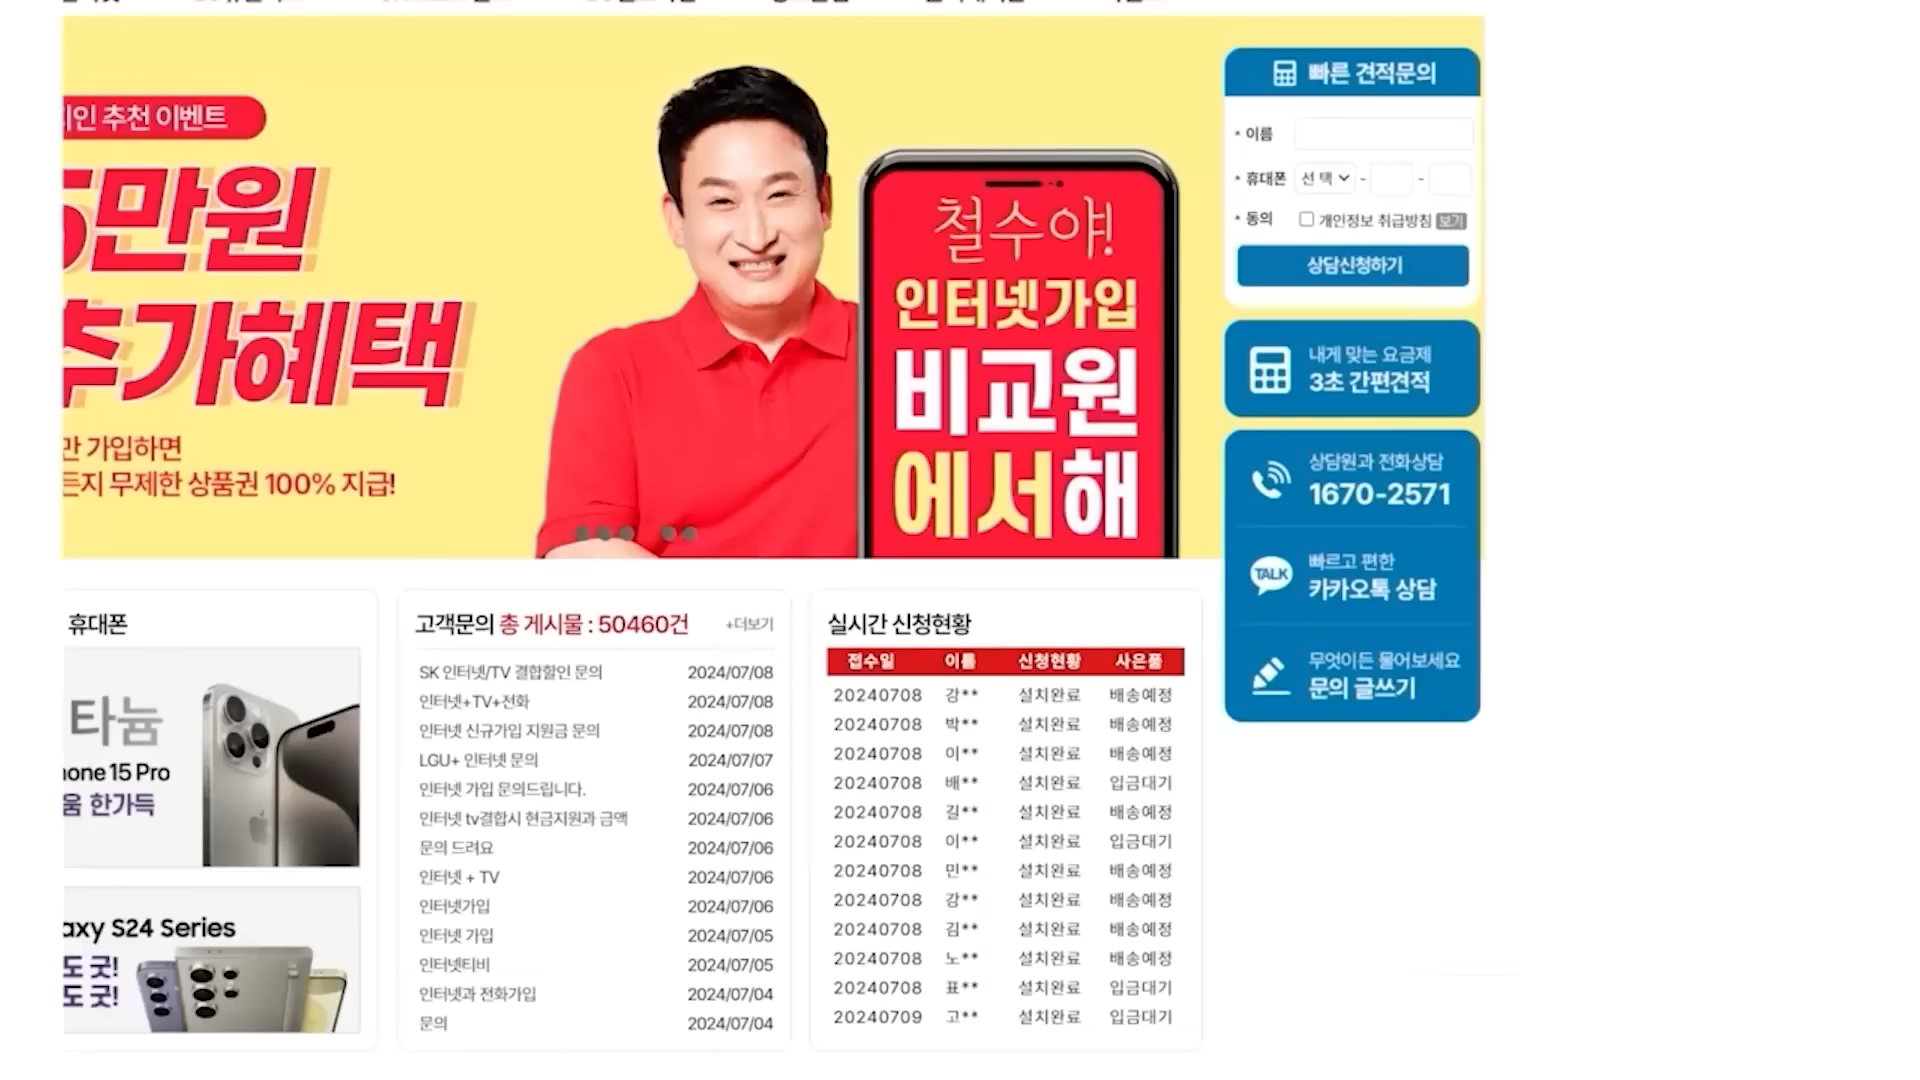 지인 추천 이벤트
5만원
추가혜택
만 가입하면
든지 무제한 상품권 100% 지급!
철수야!
인터넷가입
비교원
에서해
빠른 견적문의
* 이름
* 휴대폰 선 택 - -
* 동의 개인정보 취급방침 보기
상담신청하기
내게 맞는 요금제
3초 간편견적
상담원과 전화상담
1670-2571
TALK
빠르고 편한
카카오톡 상담
무엇이든 물어보세요
문의 글쓰기
휴대폰
타늄
hone 15 Pro
움 한가득
axy S24 Series
도 굿!
도 굿!
고객문의 총 게시물 : 50460건 +더보기
SK 인터넷/TV 결합할인 문의 2024/07/08
인터넷+TV+전화 2024/07/08
인터넷 신규가입 지원금 문의 2024/07/08
LGU+ 인터넷 문의 2024/07/07
인터넷 가입 문의드립니다. 2024/07/06
인터넷 tv결합시 현금지원과 금액 2024/07/06
문의 드려요 2024/07/06
인터넷 + TV 2024/07/06
인터넷가입 2024/07/06
인터넷 가입 2024/07/05
인터넷티비 2024/07/05
인터넷과 전화가입 2024/07/04
문의 2024/07/04
실시간 신청현황
접수일 이름 신청현황 사은품
20240708 강** 설치완료 배송예정
20240708 박** 설치완료 배송예정
20240708 이** 설치완료 배송예정
20240708 배** 설치완료 입금대기
20240708 길** 설치완료 배송예정
20240708 이** 설치완료 입금대기
20240708 민** 설치완료 배송예정
20240708 강** 설치완료 배송예정
20240708 김** 설치완료 배송예정
20240708 노** 설치완료 배송예정
20240708 표** 설치완료 입금대기
20240709 고** 설치완료 입금대기